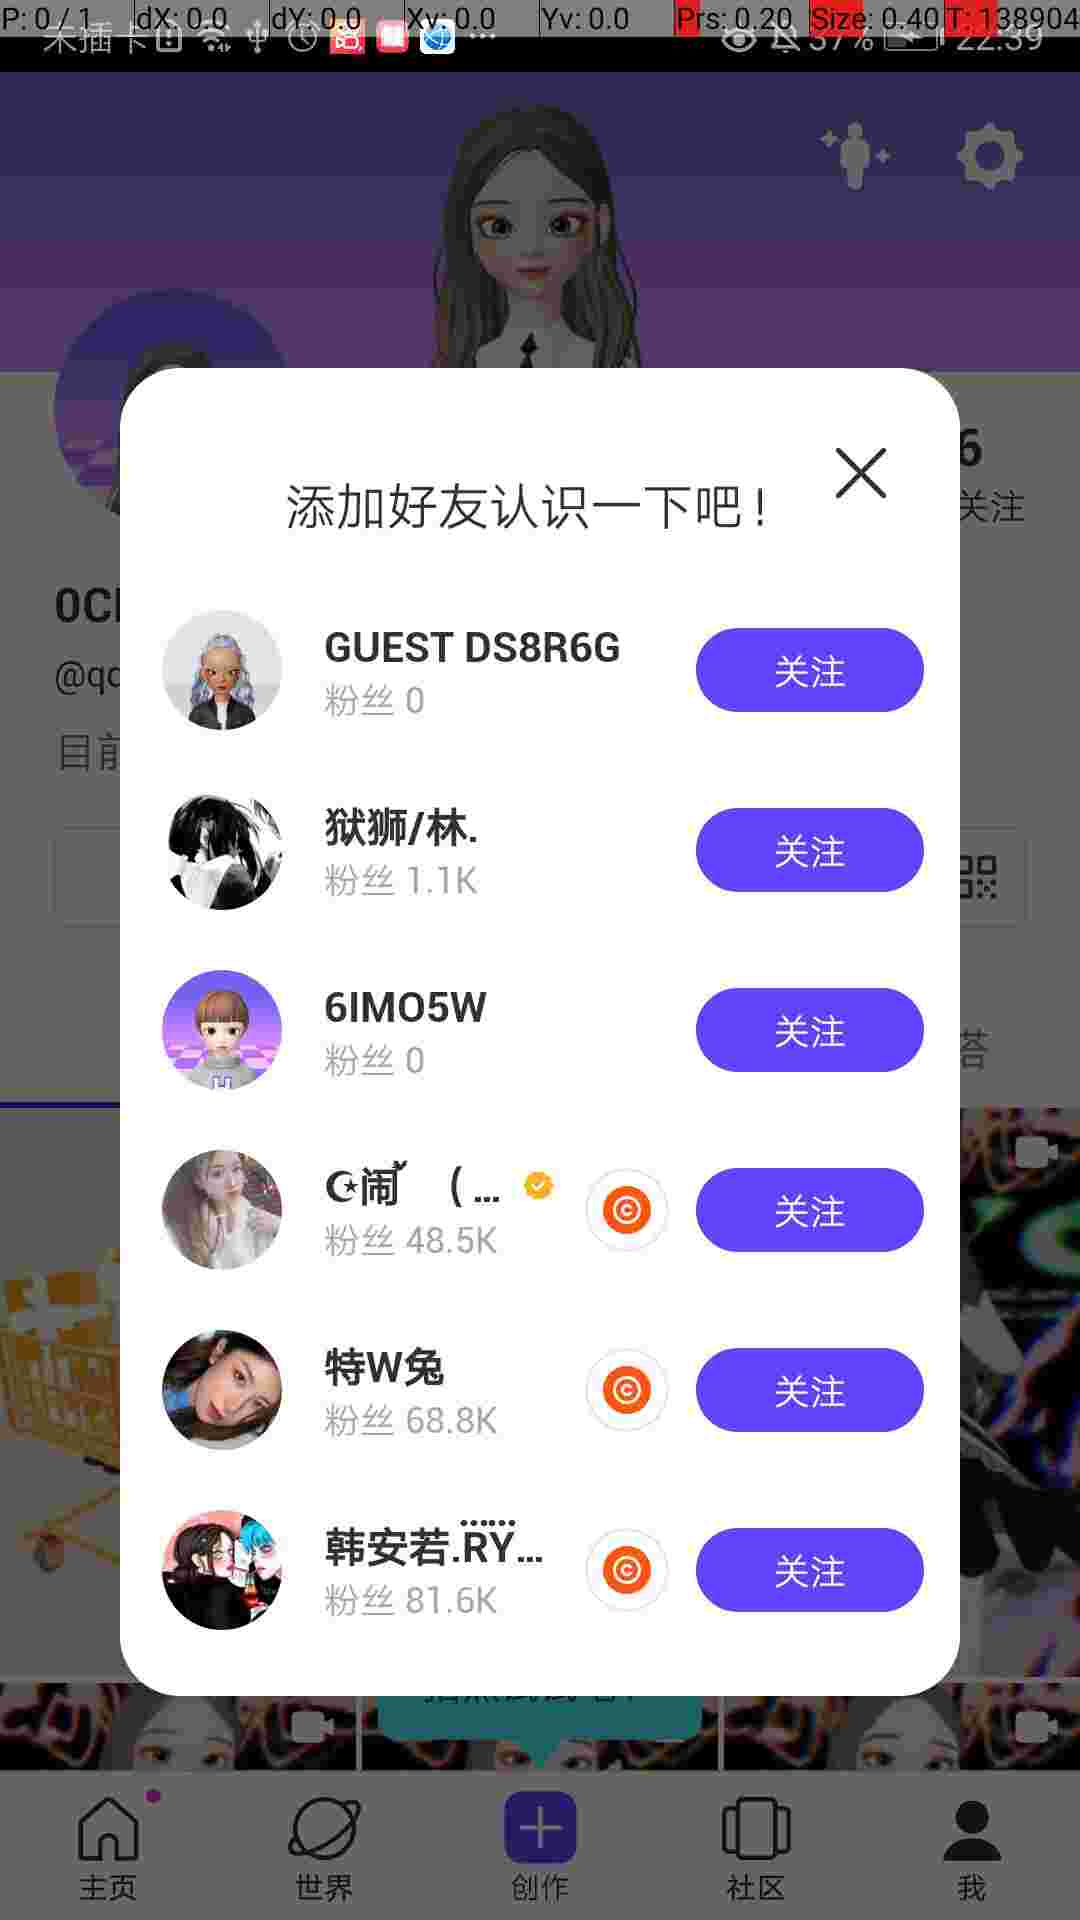 P: 0 / 1 dX: 0.0 dY: 0.0 Xv: 0.0 Yv: 0.0 Prs: 0.20 Size: 0.40 T: 138904
未插卡 37% 22:39
6
关注
添加好友认识一下吧！
GUEST DS8R6G
粉丝 0
关注
狱狮/林.
粉丝 1.1K
关注
6IMO5W
粉丝 0
关注
闹 ( ...
粉丝 48.5K
关注
特W兔
粉丝 68.8K
关注
韩安若.RY...
粉丝 81.6K
关注
目前
答
主页
世界
创作
社区
我